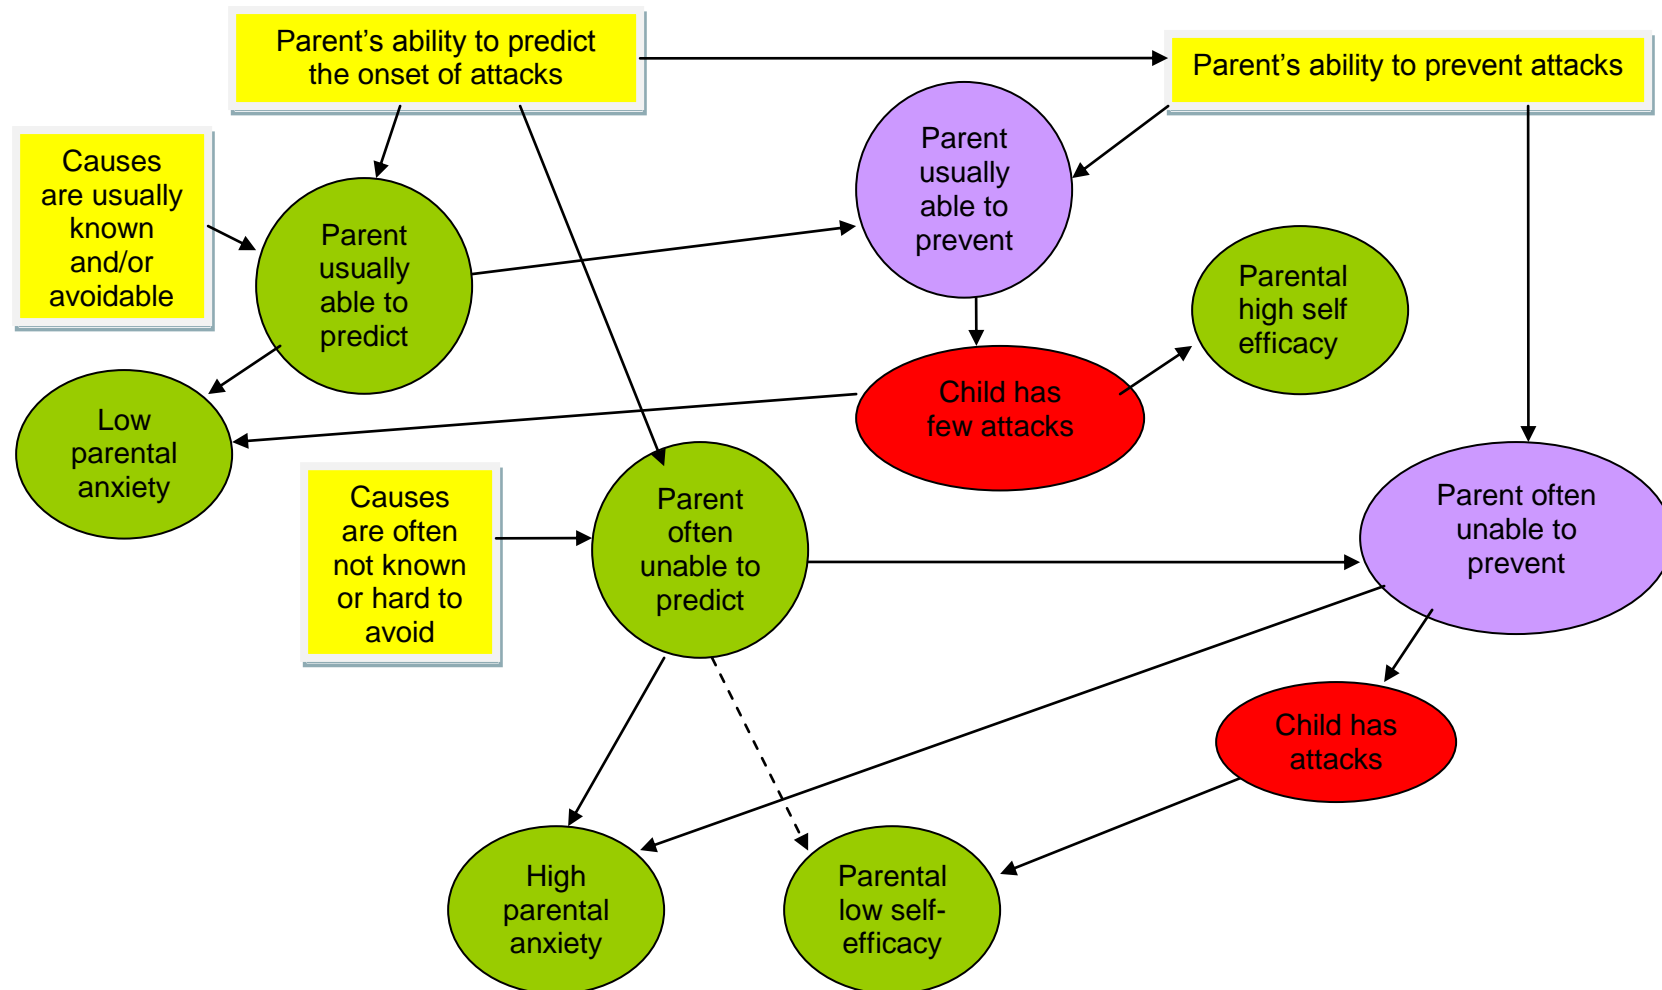 Parent’s ability to predict
the onset of attacks
Parent’s ability to prevent attacks
Causes
are usually
known
and/or
avoidable
Parent
usually
able to
predict
Parent
usually
able to
prevent
Parental
high self
efficacy
Low
parental
anxiety
Child has
few attacks
Causes
are often
not known
or hard to
avoid
Parent
often
unable to
predict
Parent often
unable to
prevent
Child has
attacks
High
parental
anxiety
Parental
low self-
efficacy